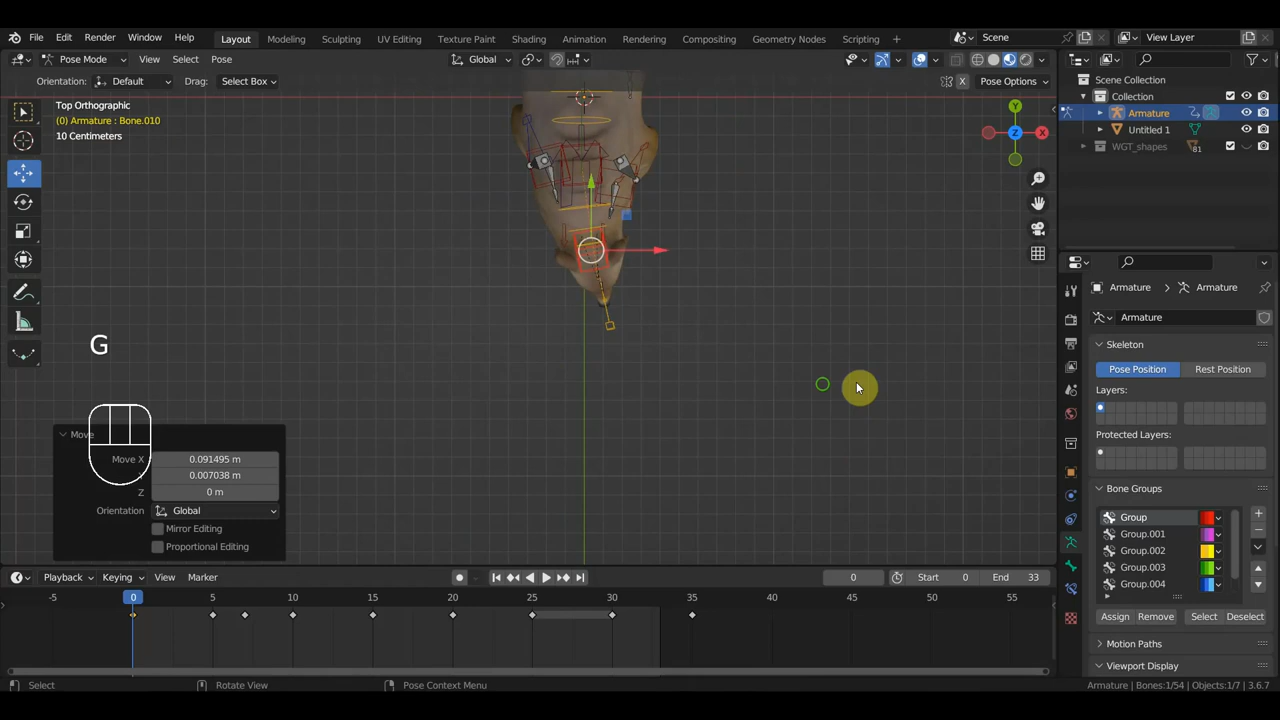 File Edit Render Window Help Layout Modeling Sculpting UV Editing Texture Paint Shading Animation Rendering Compositing Geometry Nodes Scripting + Scene View Layer
Pose Mode View Select Pose Global Pose Options
Orientation: Default Drag: Select Box
Top Orthographic
(0) Armature : Bone.010
10 Centimeters
Y
X
Z
Scene Collection
Collection
Armature
Untitled 1
WGT_shapes 81
Armature > Armature
Armature
Skeleton
Pose Position Rest Position
Layers:
Protected Layers:
Bone Groups
Group
Group.001
Group.002
Group.003
Group.004
Assign Remove Select Deselect
Motion Paths
Viewport Display
G
Move
Move X 0.091495 m
0.007038 m
Z 0 m
Orientation Global
Mirror Editing
Proportional Editing
Playback Keying View Marker 0 Start 0 End 33
-5 0 5 10 15 20 25 30 35 40 45 50 55
Select Rotate View Pose Context Menu Armature | Bones:1/54 | Objects:1/7 | 3.6.7